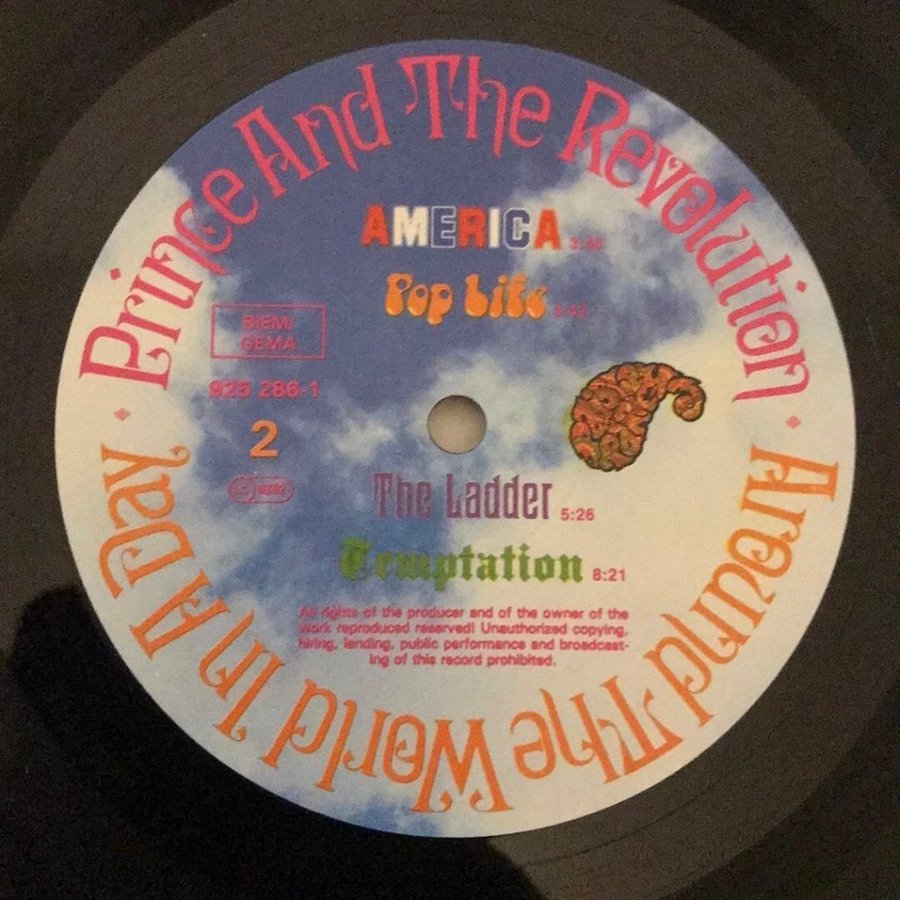 Prince And The Revolution · Around The World In A Day ·
AMERICA
Pop Life
BIEM/
GEMA
925 286-1
2
The Ladder 5:26
Temptation 8:21
All rights of the producer and of the owner of the
work reproduced reserved! Unauthorized copying,
hiring, lending, public performance and broadcast-
ing of this record prohibited.